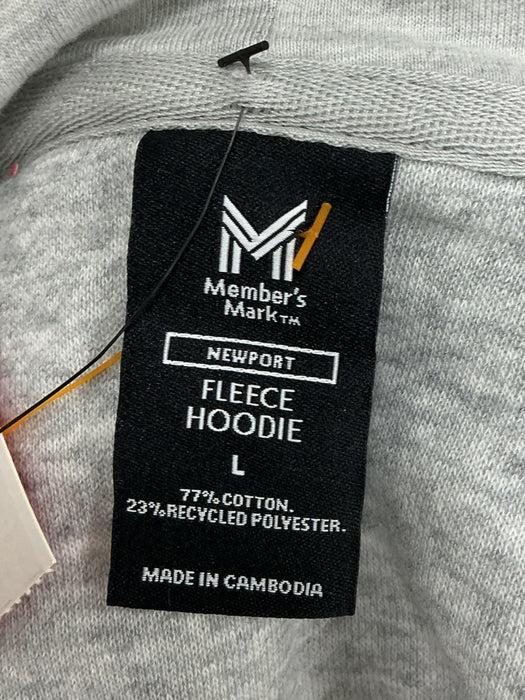 Member's
Mark™
NEWPORT
FLEECE
HOODIE
L
77% COTTON.
23% RECYCLED POLYESTER.
MADE IN CAMBODIA